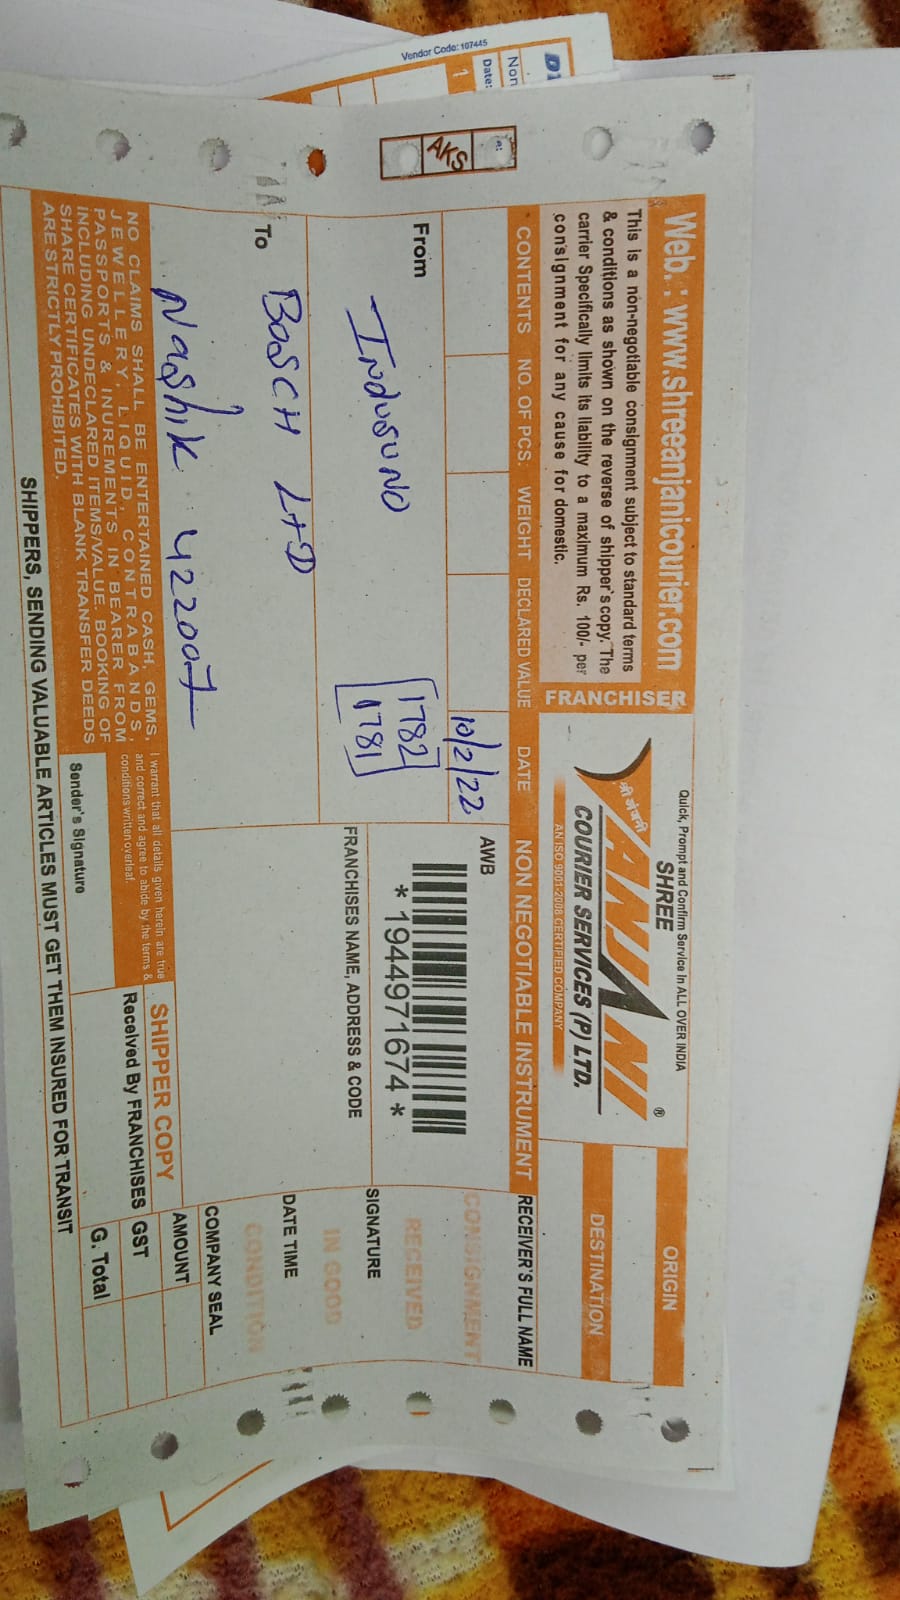 Vendor Code: 107445
1
Date:
Non
e:
AKS
Web. : www.shreeanjanicourier.com
This is a non-negotiable consignment subject to standard terms
& conditions as shown on the reverse of shipper's copy. The
carrier Specifically limits its liability to a maximum Rs. 100/- per
consignment for any cause for domestic.
FRANCHISER
Quick, Prompt and Confirm Service In ALL OVER INDIA
SHREE
श्री अंजनी
ANJANI ®
COURIER SERVICES (P) LTD.
AN ISO 9001-2008 CERTIFIED COMPANY
ORIGIN
DESTINATION
CONTENTS NO. OF PCS. WEIGHT DECLARED VALUE DATE NON NEGOTIABLE INSTRUMENT
10/2/22
AWB
* 1944971674 *
RECEIVER'S FULL NAME
CONSIGNMENT
RECEIVED
IN GOOD
CONDITION
From
Indusuno
1782
1781
FRANCHISES NAME, ADDRESS & CODE
SIGNATURE
DATE TIME
COMPANY SEAL
To
BOSCH LtD
Nashik 422007
NO CLAIMS SHALL BE ENTERTAINED CASH, GEMS,
JEWELLERY, LIQUID, CONTRABANDS,
PASSPORTS & INUREMENTS IN BEARER FROM
INCLUDING UNDECLARED ITEMS/VALUE. BOOKING OF
SHARE CERTIFICATES WITH BLANK TRANSFER DEEDS
ARE STRICTLY PROHIBITED.
I warrant that all details given herein are true
and correct and agree to abide by the terms &
conditions written overleaf.
Sender's Signature
SHIPPER COPY
Received By FRANCHISES
AMOUNT
GST
G. Total
SHIPPERS, SENDING VALUABLE ARTICLES MUST GET THEM INSURED FOR TRANSIT